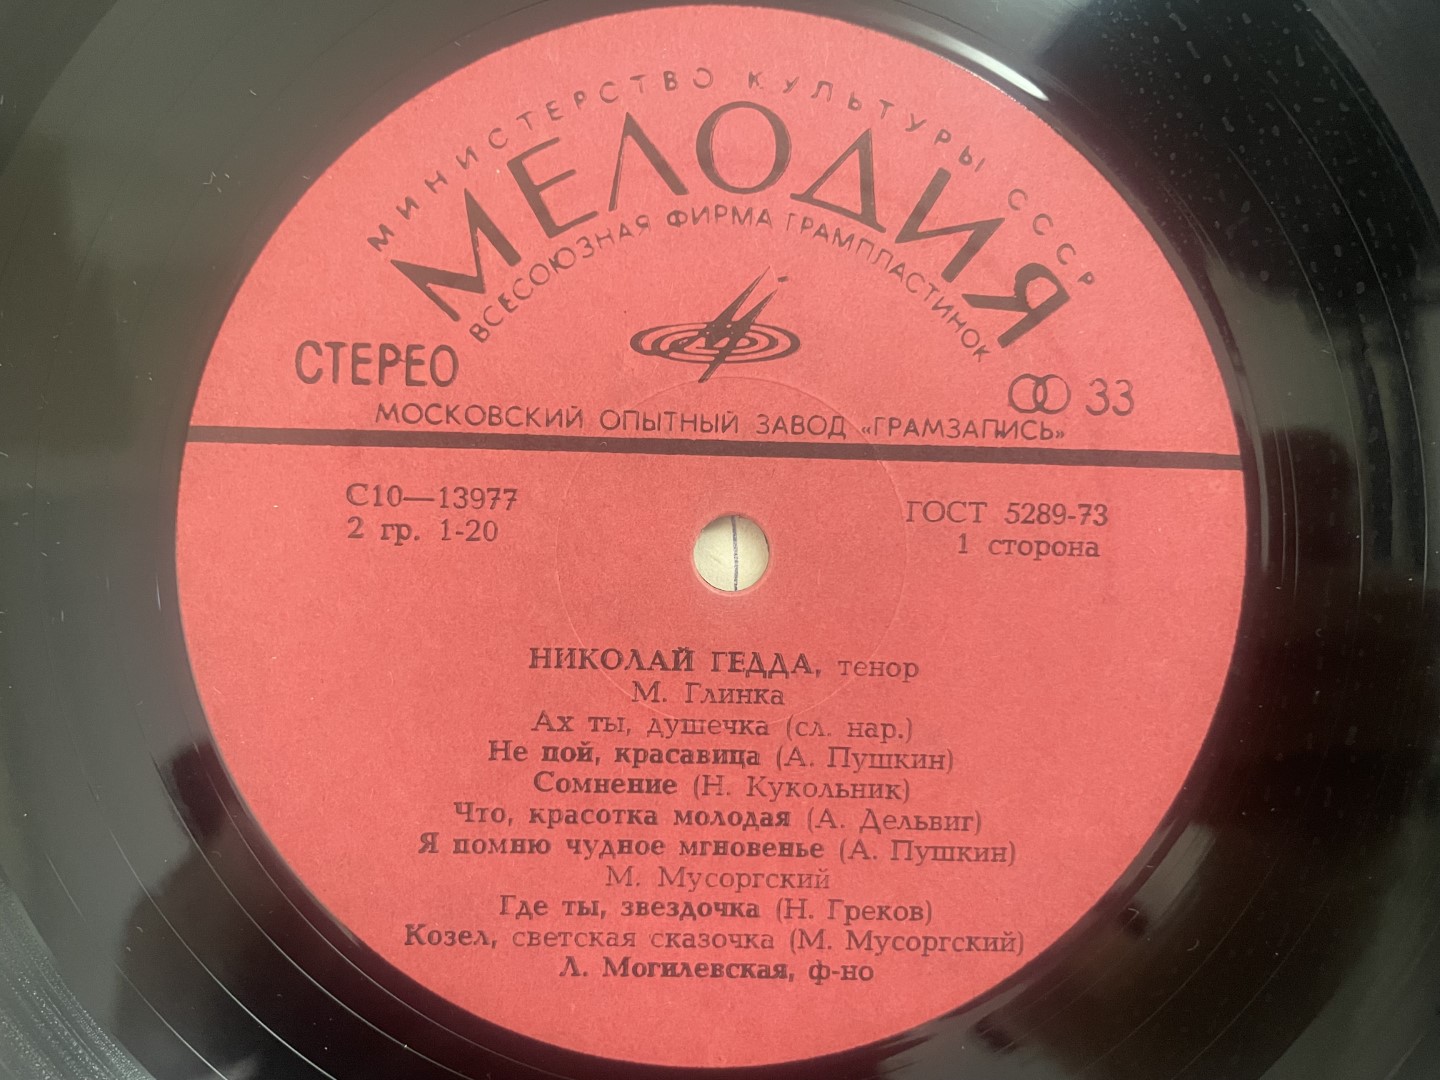 МИНИСТЕРСТВО КУЛЬТУРЫ СССР
МЕЛОДИЯ
ВСЕСОЮЗНАЯ ФИРМА ГРАМПЛАСТИНОК
СТЕРЕО
33
МОСКОВСКИЙ ОПЫТНЫЙ ЗАВОД «ГРАМЗАПИСЬ»
С10—13977
ГОСТ 5289-73
2 гр. 1-20
1 сторона
НИКОЛАЙ ГЕДДА, тенор
М. Глинка
Ах ты, душечка (сл. нар.)
Не пой, красавица (А. Пушкин)
Сомнение (Н. Кукольник)
Что, красотка молодая (А. Дельвиг)
Я помню чудное мгновенье (А. Пушкин)
М. Мусоргский
Где ты, звездочка (Н. Греков)
Козел, светская сказочка (М. Мусоргский)
Л. Могилевская, ф-но